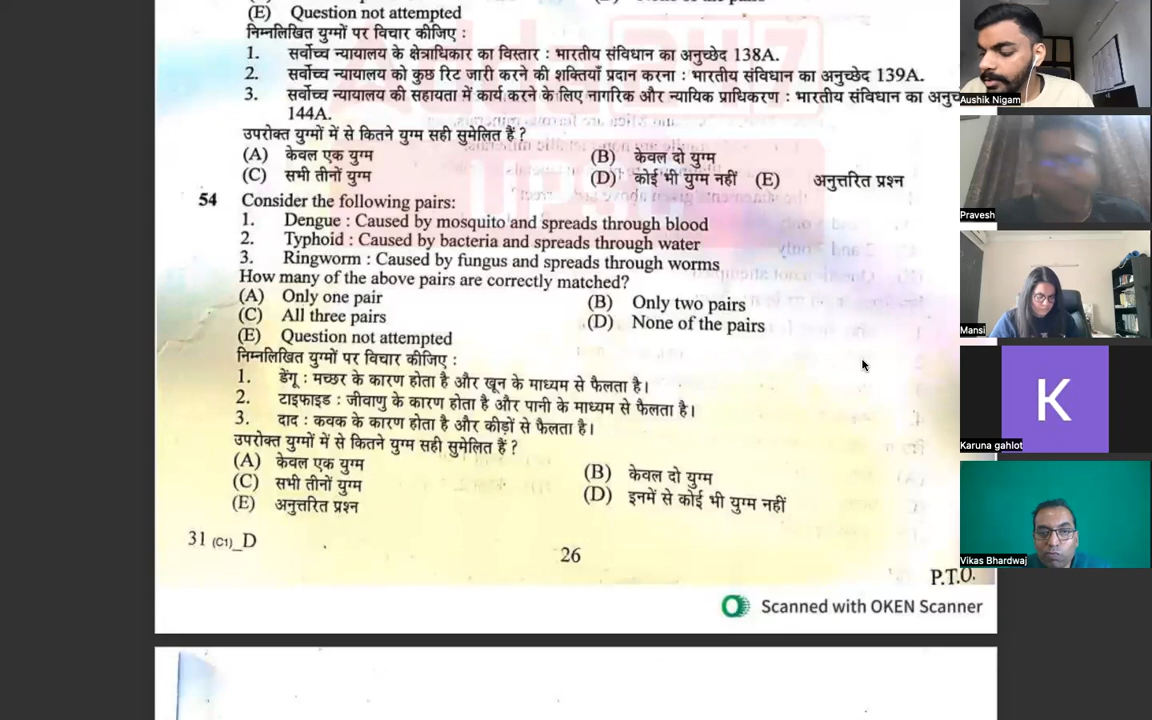 (E) Question not attempted
निम्नलिखित युग्मों पर विचार कीजिए :
1. सर्वोच्च न्यायालय के क्षेत्राधिकार का विस्तार : भारतीय संविधान का अनुच्छेद 138A.
2. सर्वोच्च न्यायालय को कुछ रिट जारी करने की शक्तियाँ प्रदान करना : भारतीय संविधान का अनुच्छेद 139A.
3. सर्वोच्च न्यायालय की सहायता में कार्य करने के लिए नागरिक और न्यायिक प्राधिकरण : भारतीय संविधान का
144A.
उपरोक्त युग्मों में से कितने युग्म सही सुमेलित हैं ?
(A) केवल एक युग्म (B) केवल दो युग्म
(C) सभी तीनों युग्म (D) कोई भी युग्म नहीं (E) अनुत्तरित प्रश्न
54 Consider the following pairs:
1. Dengue : Caused by mosquito and spreads through blood
2. Typhoid : Caused by bacteria and spreads through water
3. Ringworm : Caused by fungus and spreads through worms
How many of the above pairs are correctly matched?
(A) Only one pair (B) Only two pairs
(C) All three pairs (D) None of the pairs
(E) Question not attempted
निम्नलिखित युग्मों पर विचार कीजिए :
1. डेंगू : मच्छर के कारण होता है और खून के माध्यम से फैलता है।
2. टाइफाइड : जीवाणु के कारण होता है और पानी के माध्यम से फैलता है।
3. दाद : कवक के कारण होता है और कीड़ों से फैलता है।
उपरोक्त युग्मों में से कितने युग्म सही सुमेलित हैं ?
(A) केवल एक युग्म (B) केवल दो युग्म
(C) सभी तीनों युग्म (D) इनमें से कोई भी युग्म नहीं
(E) अनुत्तरित प्रश्न
31 (C1)_D
26
P.T.O.
Scanned with OKEN Scanner
Aushik Nigam
Pravesh
Mansi
K
Karuna gahlot
Vikas Bhardwaj